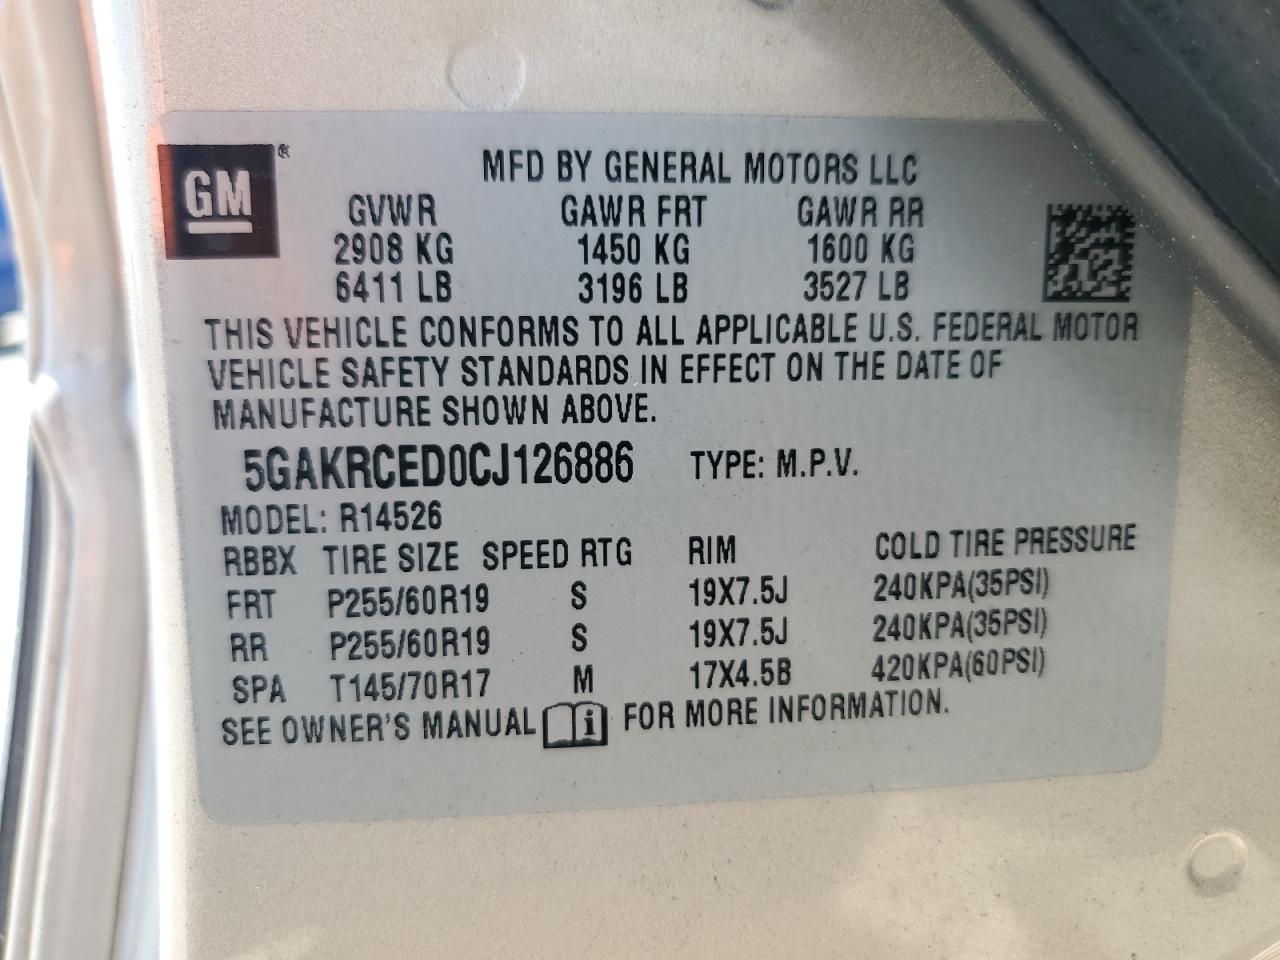 GM ®
MFD BY GENERAL MOTORS LLC
GVWR GAWR FRT GAWR RR
2908 KG 1450 KG 1600 KG
6411 LB 3196 LB 3527 LB
THIS VEHICLE CONFORMS TO ALL APPLICABLE U.S. FEDERAL MOTOR
VEHICLE SAFETY STANDARDS IN EFFECT ON THE DATE OF
MANUFACTURE SHOWN ABOVE.
5GAKRCED0CJ126886 TYPE: M.P.V.
MODEL: R14526
RBBX TIRE SIZE SPEED RTG RIM COLD TIRE PRESSURE
FRT P255/60R19 S 19X7.5J 240KPA(35PSI)
RR P255/60R19 S 19X7.5J 240KPA(35PSI)
SPA T145/70R17 M 17X4.5B 420KPA(60PSI)
SEE OWNER'S MANUAL i FOR MORE INFORMATION.